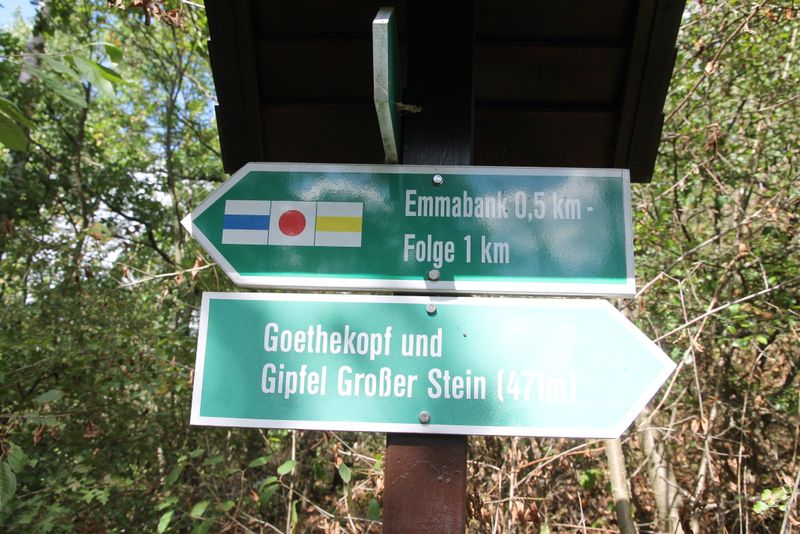 Emmabank 0,5 km -
Folge 1 km
Goethekopf und
Gipfel Großer Stein (471m)